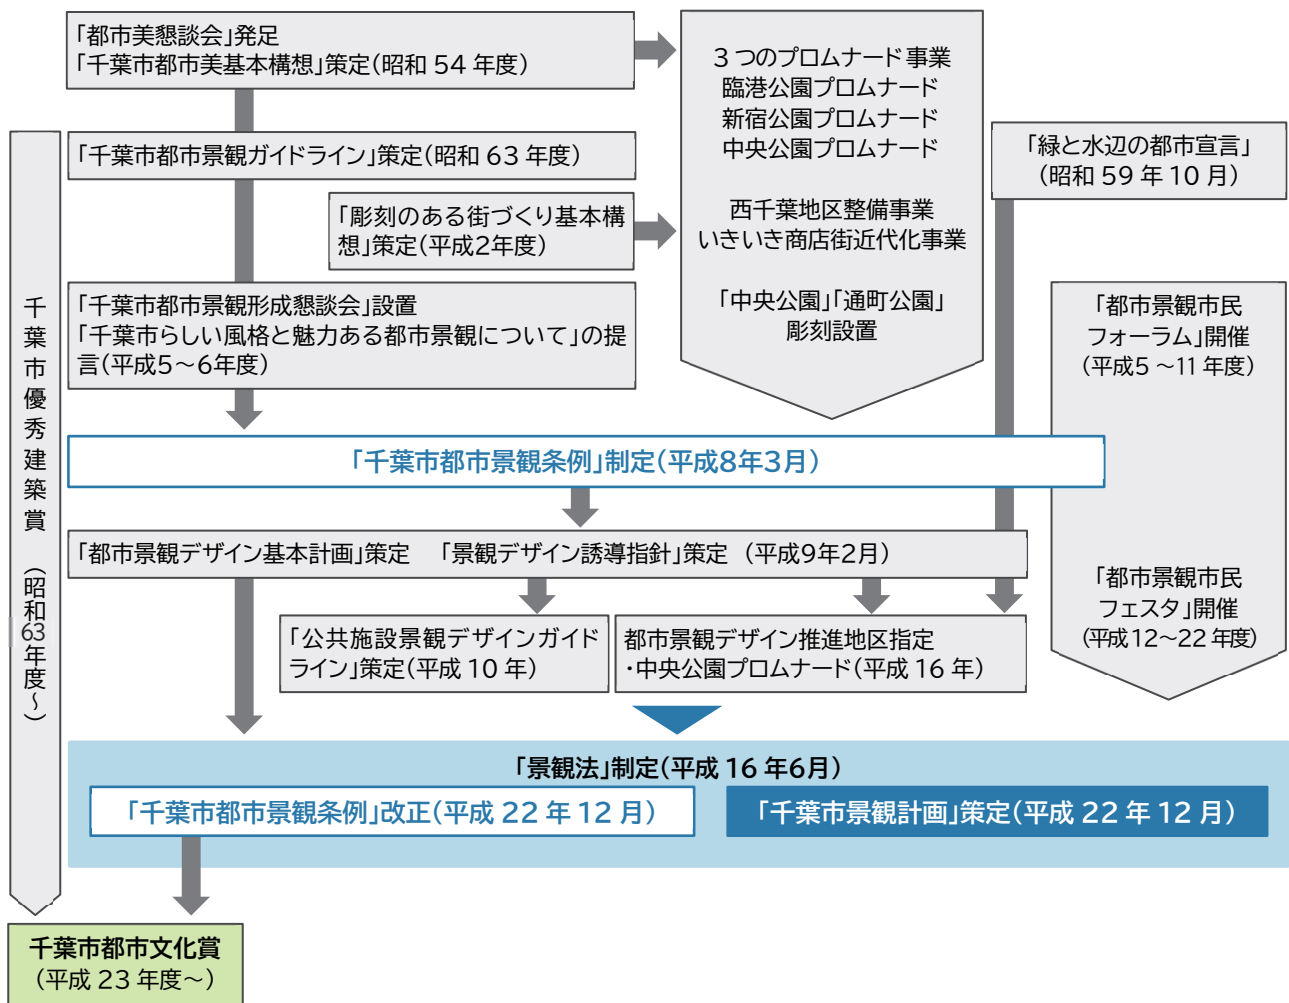 「都市美懇談会」発足
「千葉市都市美基本構想」策定(昭和 54 年度)
3 つのプロムナード事業
臨港公園プロムナード
新宿公園プロムナード
中央公園プロムナード
西千葉地区整備事業
いきいき商店街近代化事業
「中央公園」「通町公園」
彫刻設置
「千葉市都市景観ガイドライン」策定(昭和 63 年度)
「緑と水辺の都市宣言」
(昭和 59 年 10 月)
「彫刻のある街づくり基本構
想」策定(平成2年度)
千葉市優秀建築賞 (昭和63年度~)
「千葉市都市景観形成懇談会」設置
「千葉市らしい風格と魅力ある都市景観について」の提
言(平成5~6年度)
「都市景観市民
フォーラム」開催
(平成5 ~11 年度)
「千葉市都市景観条例」制定(平成8年3月)
「都市景観デザイン基本計画」策定 「景観デザイン誘導指針」策定 (平成9年2月)
「都市景観市民
フェスタ」開催
(平成12~22 年度)
「公共施設景観デザインガイド
ライン」策定(平成 10 年)
都市景観デザイン推進地区指定
・中央公園プロムナード(平成 16 年)
「景観法」制定(平成 16 年6月)
「千葉市都市景観条例」改正(平成 22 年 12 月)
「千葉市景観計画」策定(平成 22 年 12 月)
千葉市都市文化賞
(平成 23 年度~)